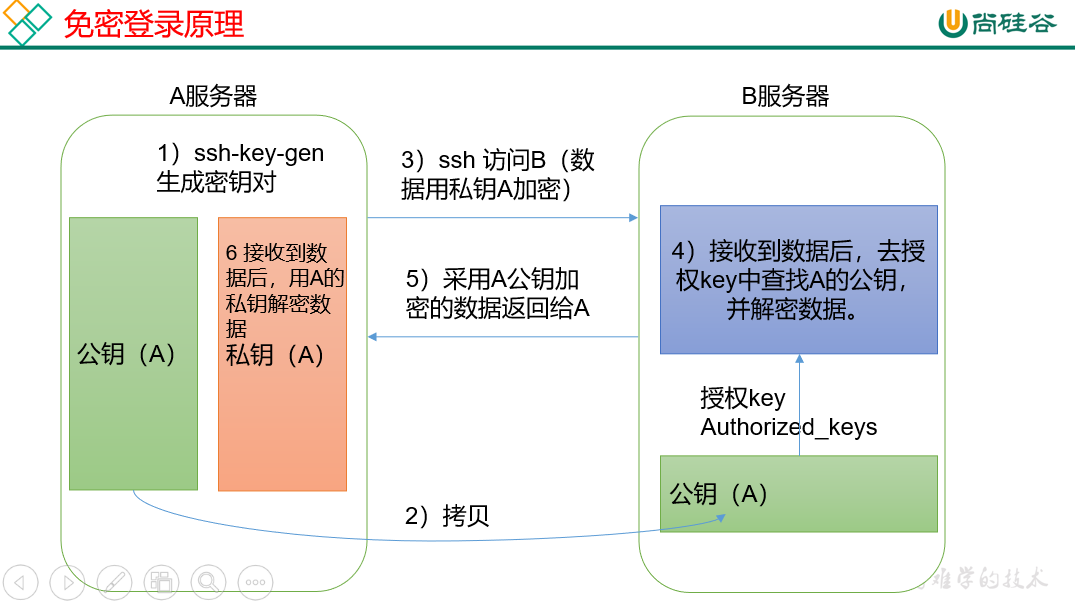 免密登录原理
尚硅谷
A服务器
B服务器
1）ssh-key-gen
生成密钥对
3）ssh 访问B（数
据用私钥A加密）
6 接收到数
据后，用A的
私钥解密数
据
私钥（A）
公钥（A）
4）接收到数据后，去授
权key中查找A的公钥，
并解密数据。
5）采用A公钥加
密的数据返回给A
授权key
Authorized_keys
公钥（A）
2）拷贝
难学的技术